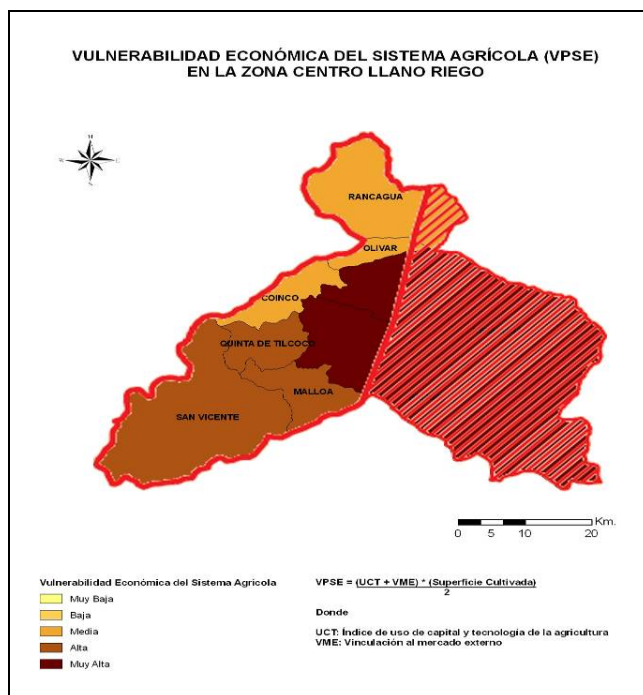 VULNERABILIDAD ECONÓMICA DEL SISTEMA AGRÍCOLA (VPSE)
EN LA ZONA CENTRO LLANO RIEGO
RANCAGUA
OLIVAR
COINCO
QUINTA DE TILCOCO
MALLOA
SAN VICENTE
Km.
0 5 10 20
Vulnerabilidad Económica del Sistema Agrícola
Muy Baja
Baja
Media
Alta
Muy Alta
VPSE = (UCT + VME) * (Superficie Cultivada)
2
Donde
UCT: Índice de uso de capital y tecnología de la agricultura
VME: Vinculación al mercado externo